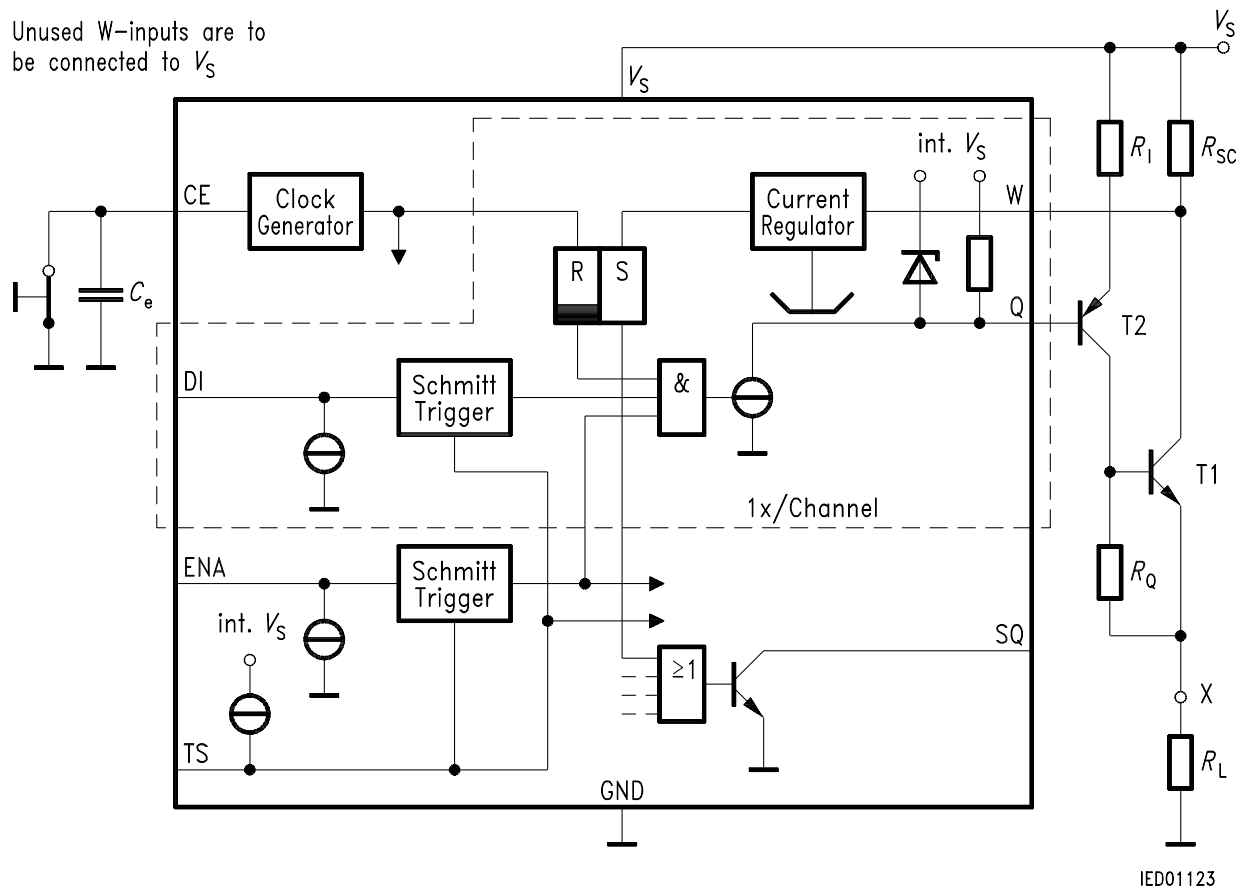 Unused W-inputs are to
be connected to VS
VS
VS
int. VS
RI
RSC
CE
Clock
Generator
Current
Regulator
W
R
S
Ce
Q
T2
DI
Schmitt
Trigger
&
T1
1x/Channel
ENA
Schmitt
Trigger
RQ
int. VS
SQ
≥1
X
TS
RL
GND
IED01123